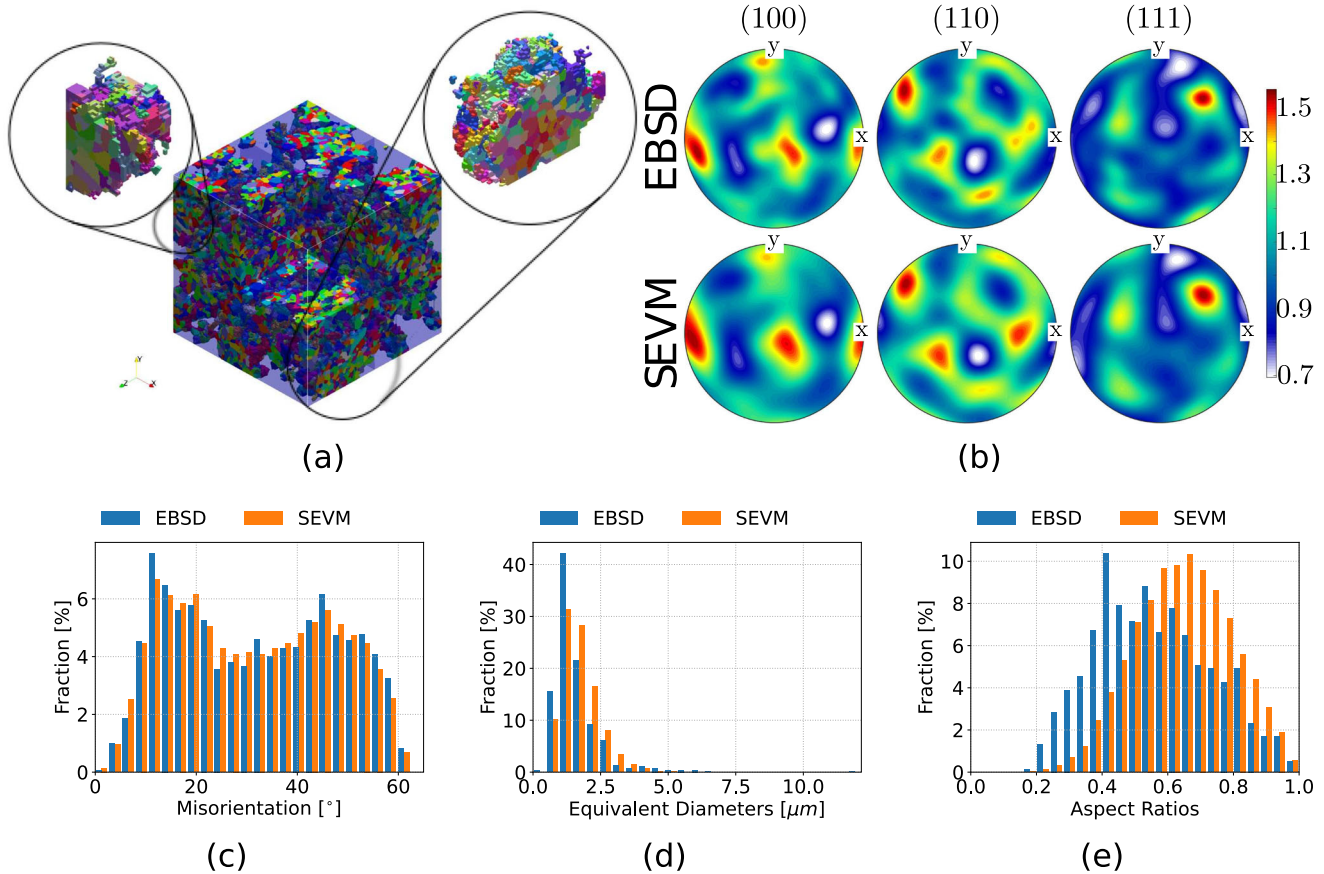 (100)
(110)
(111)
y
y
y
EBSD
x
x
x
1.5
1.3
1.1
0.9
0.7
y
y
y
SEVM
x
x
x
Y
Z
X
(a)
(b)
EBSD
SEVM
Fraction [%]
0
2
4
6
0
20
40
60
Misorientation [°]
(c)
EBSD
SEVM
Fraction [%]
0
10
20
30
40
0.0
2.5
5.0
7.5
10.0
Equivalent Diameters [μm]
(d)
EBSD
SEVM
Fraction [%]
0
2
4
6
8
10
0.0
0.2
0.4
0.6
0.8
1.0
Aspect Ratios
(e)